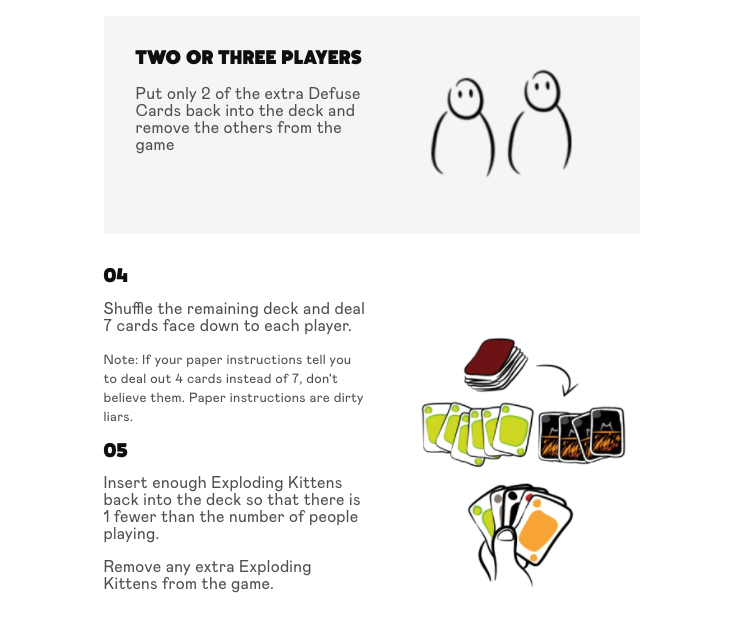 TWO OR THREE PLAYERS
Put only 2 of the extra Defuse
Cards back into the deck and
remove the others from the
game
04
Shuffle the remaining deck and deal
7 cards face down to each player.
Note: If your paper instructions tell you
to deal out 4 cards instead of 7, don't
believe them. Paper instructions are dirty
liars.
05
Insert enough Exploding Kittens
back into the deck so that there is
1 fewer than the number of people
playing.
Remove any extra Exploding
Kittens from the game.